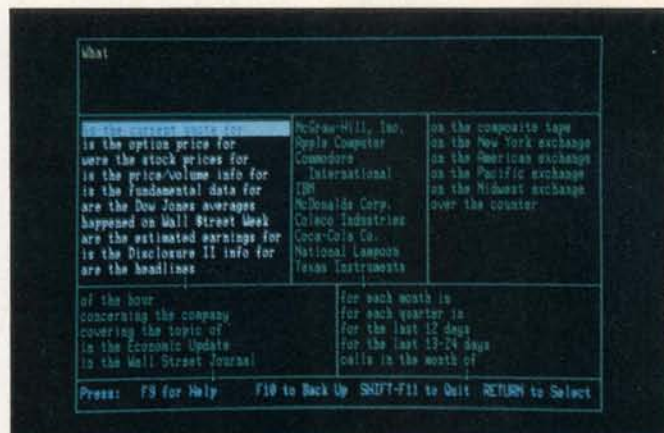 What
is the current quote for
is the option price for
were the stock prices for
is the price/volume info for
is the fundamental data for
are the Dow Jones averages
happened on Wall Street Week
are the estimated earnings for
is the Disclosure II info for
are the headlines
McGraw-Hill, Inc.
Apple Computer
Commodore
International
IBM
McDonalds Corp.
Coleco Industries
Coca-Cola Co.
National Lampoon
Texas Instruments
on the composite tape
on the New York exchange
on the American exchange
on the Pacific exchange
on the Midwest exchange
over the counter
of the hour
concerning the company
covering the topic of
in the Economic Update
in the Wall Street Journal
for each month is
for each quarter is
for the last 12 days
for the last 13-24 days
calls in the month of
Press: F9 for Help F10 to Back Up SHIFT-F11 to Quit RETURN to Select